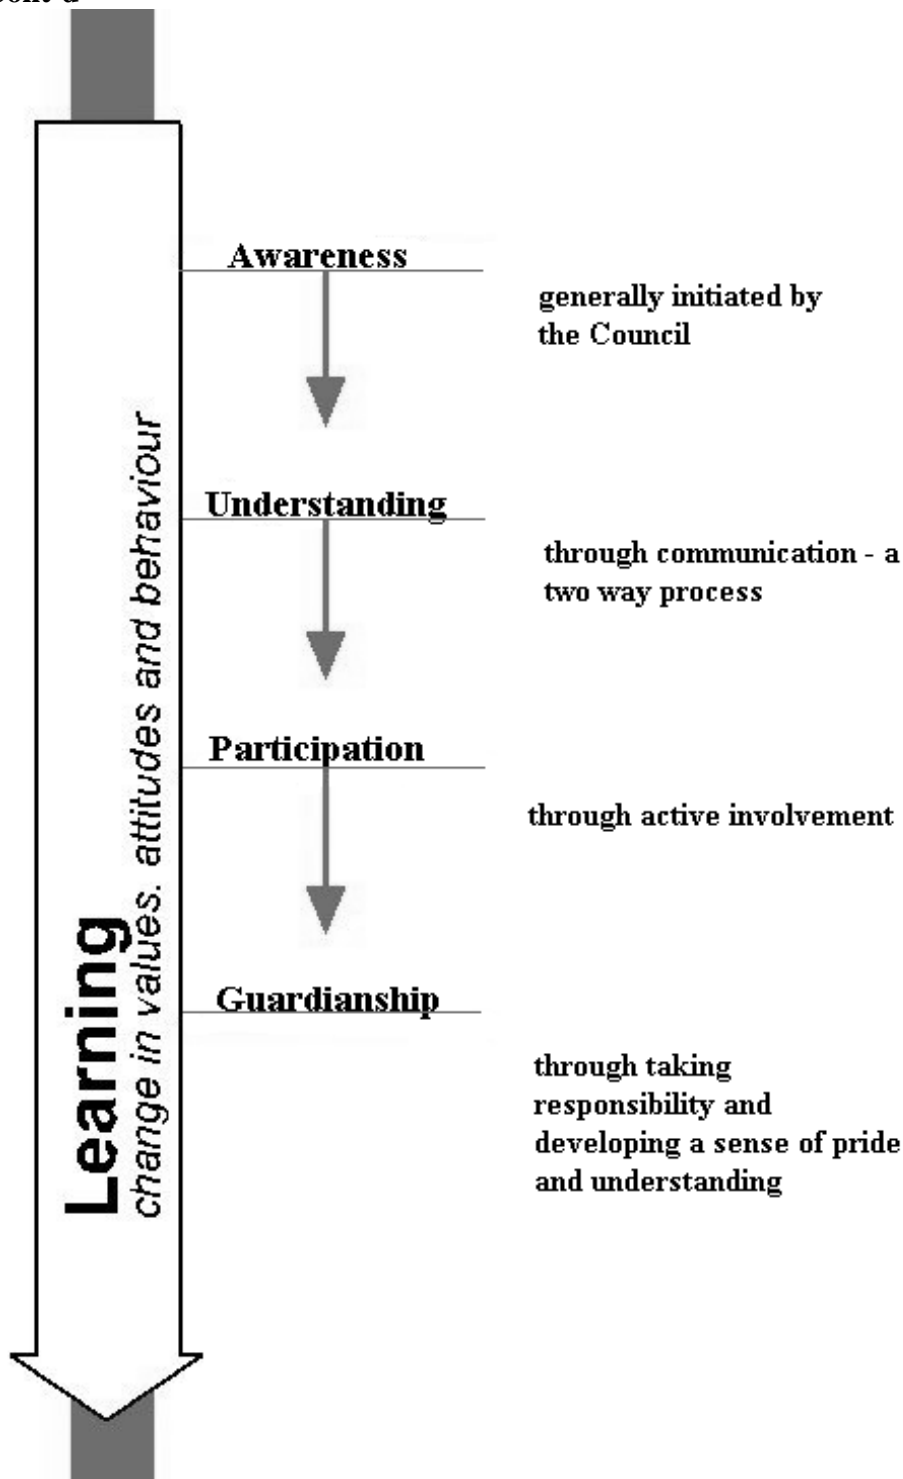 Awareness
generally initiated by
the Council
Understanding
through communication - a
two way process
Participation
through active involvement
Guardianship
through taking
responsibility and
developing a sense of pride
and understanding
Learning
change in values. attitudes and behaviour